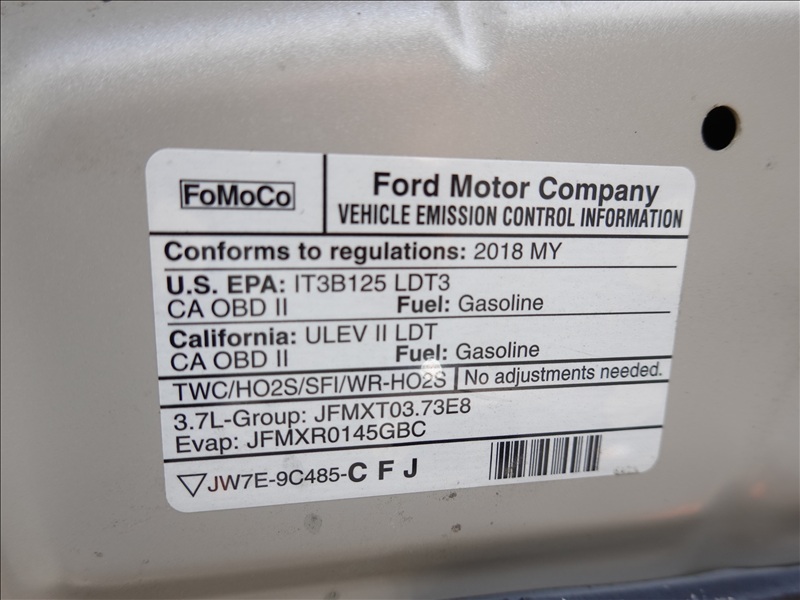 FoMoCo
Ford Motor Company
VEHICLE EMISSION CONTROL INFORMATION
Conforms to regulations: 2018 MY
U.S. EPA: IT3B125 LDT3
CA OBD II Fuel: Gasoline
California: ULEV II LDT
CA OBD II Fuel: Gasoline
TWC/HO2S/SFI/WR-HO2S No adjustments needed.
3.7L-Group: JFMXT03.73E8
Evap: JFMXR0145GBC
JW7E-9C485-C F J